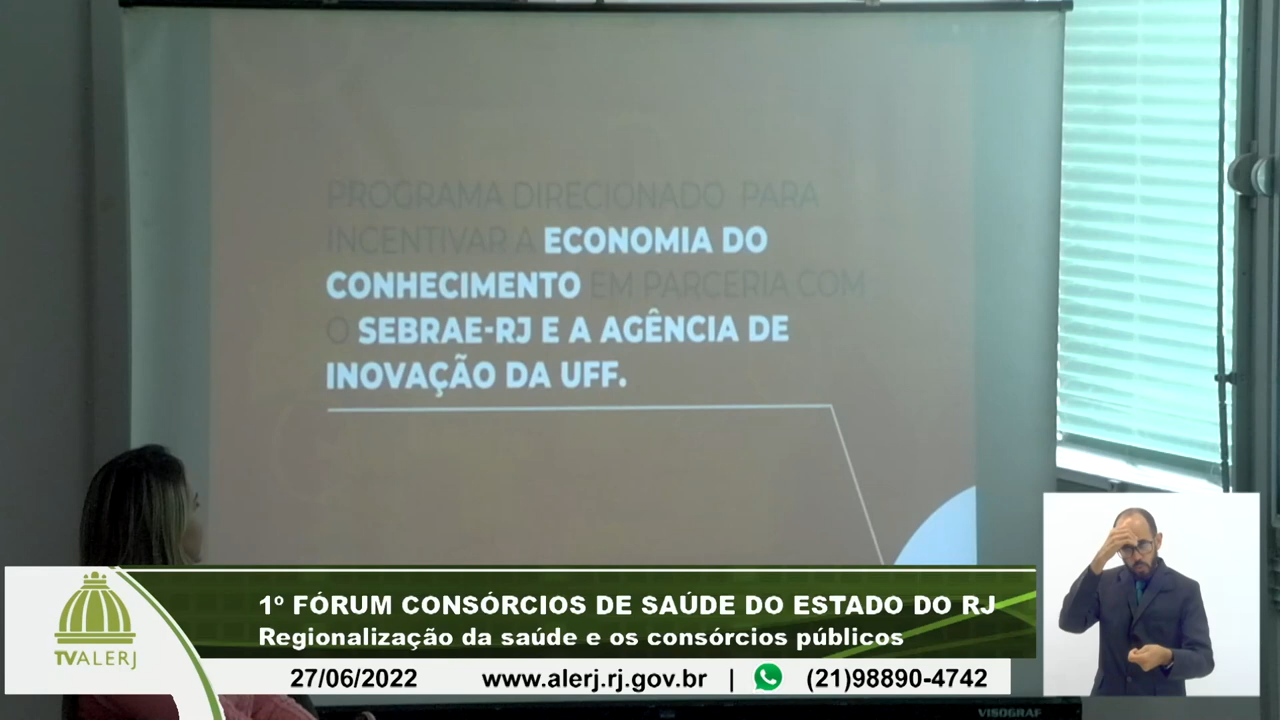 PROGRAMA DIRECIONADO PARA
INCENTIVAR A ECONOMIA DO
CONHECIMENTO EM PARCERIA COM
O SEBRAE-RJ E A AGÊNCIA DE
INOVAÇÃO DA UFF.
1º FÓRUM CONSÓRCIOS DE SAÚDE DO ESTADO DO RJ
Regionalização da saúde e os consórcios públicos
TVALERJ
27/06/2022 www.alerj.rj.gov.br | (21)98890-4742
VISOGRAF